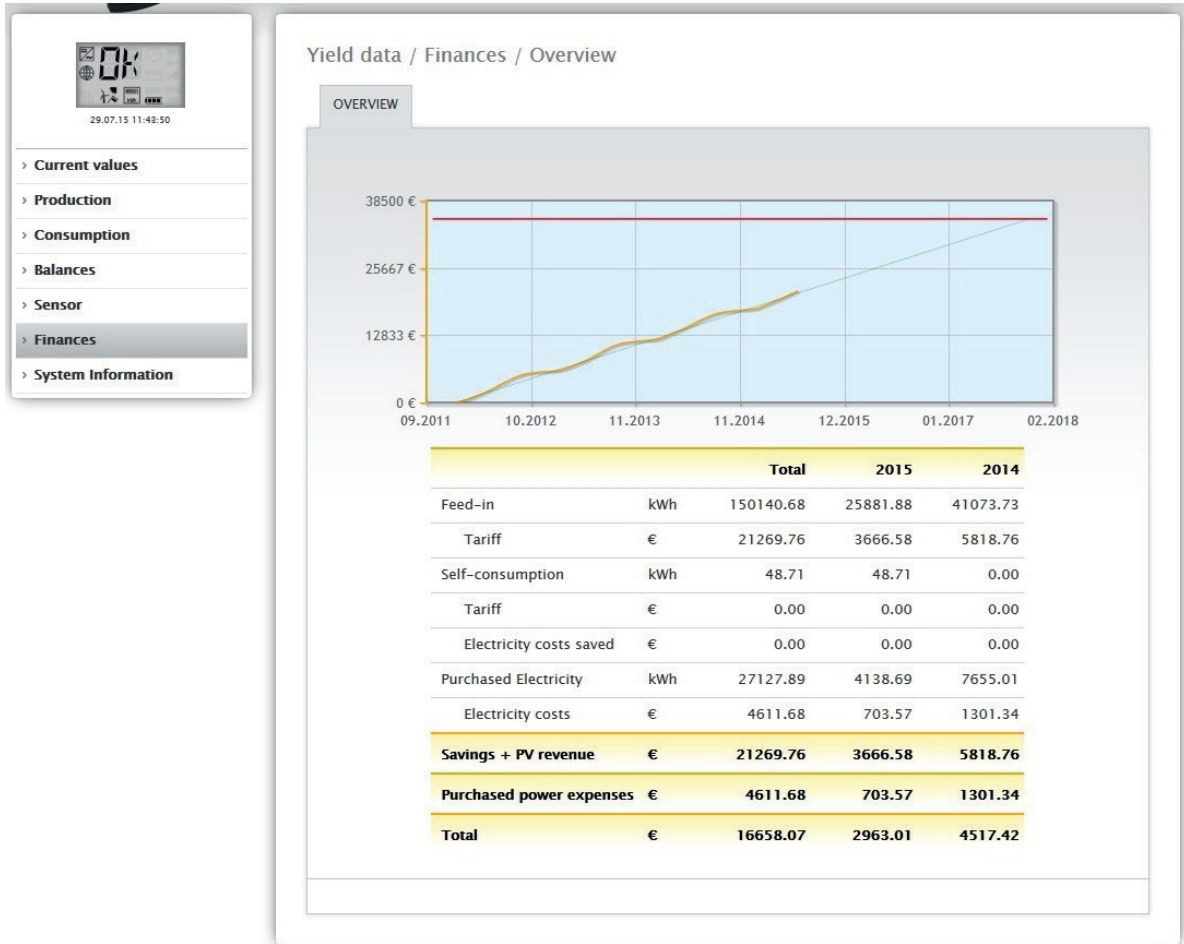 OK
29.07.15 11:43:50
› Current values
› Production
› Consumption
› Balances
› Sensor
› Finances
› System Information
Yield data / Finances / Overview
OVERVIEW
38500 €
25667 €
12833 €
0 €
09.2011 10.2012 11.2013 11.2014 12.2015 01.2017 02.2018
Total 2015 2014
Feed-in kWh 150140.68 25881.88 41073.73
Tariff € 21269.76 3666.58 5818.76
Self-consumption kWh 48.71 48.71 0.00
Tariff € 0.00 0.00 0.00
Electricity costs saved € 0.00 0.00 0.00
Purchased Electricity kWh 27127.89 4138.69 7655.01
Electricity costs € 4611.68 703.57 1301.34
Savings + PV revenue € 21269.76 3666.58 5818.76
Purchased power expenses € 4611.68 703.57 1301.34
Total € 16658.07 2963.01 4517.42